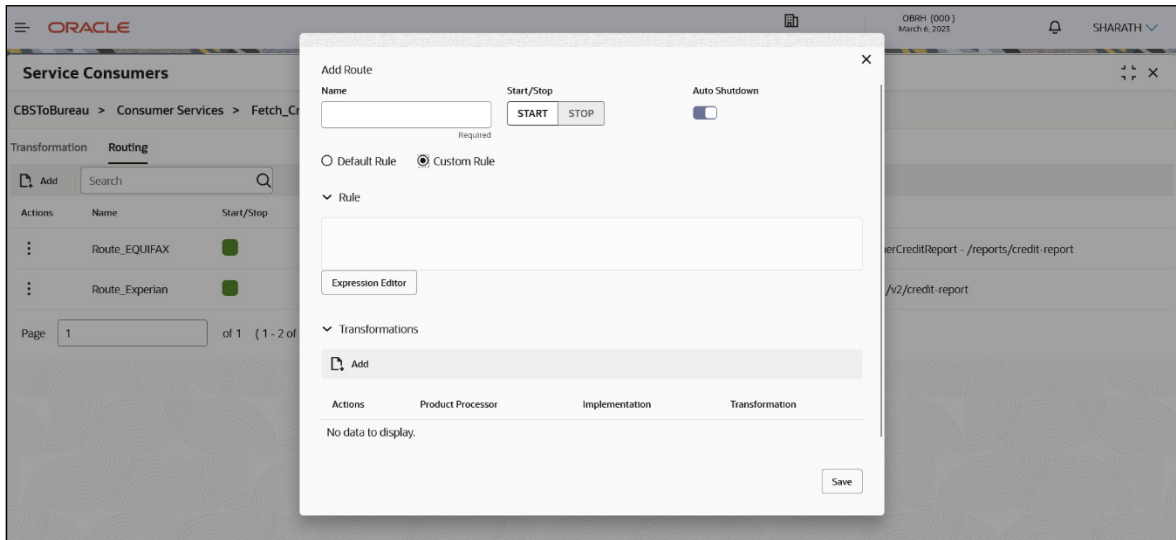 ORACLE
OBRH (000 )
March 6, 2023
SHARATH
Service Consumers
CBSToBureau > Consumer Services > Fetch_Cr
Transformation Routing
Add Search
Actions Name Start/Stop
Route_EQUIFAX erCreditReport - /reports/credit-report
Route_Experian /v2/credit-report
Page 1 of 1 (1 - 2 of
Add Route
Name Start/Stop Auto Shutdown
START STOP
Required
Default Rule Custom Rule
Rule
Expression Editor
Transformations
Add
Actions Product Processor Implementation Transformation
No data to display.
Save